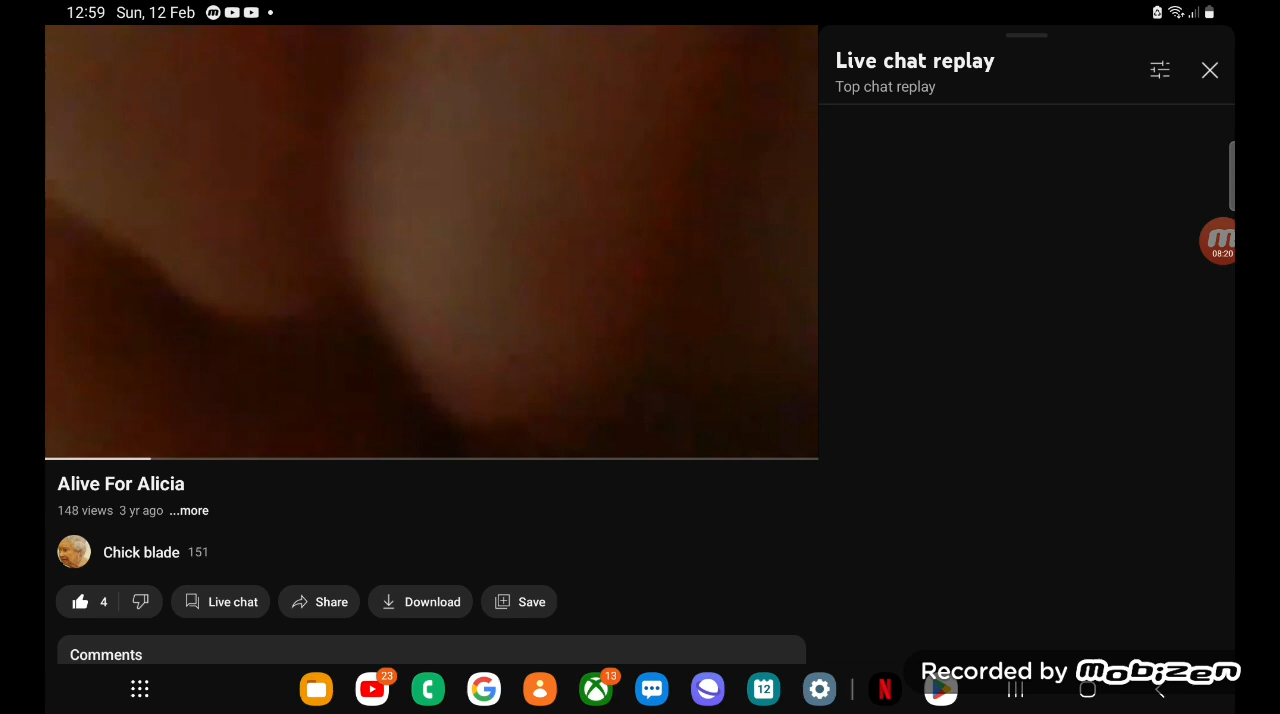 12:59 Sun, 12 Feb
Live chat replay
Top chat replay
08:20
Alive For Alicia
148 views 3 yr ago ...more
Chick blade 151
4 Live chat Share Download Save
Comments
23
13
12
N
Recorded by mobizen